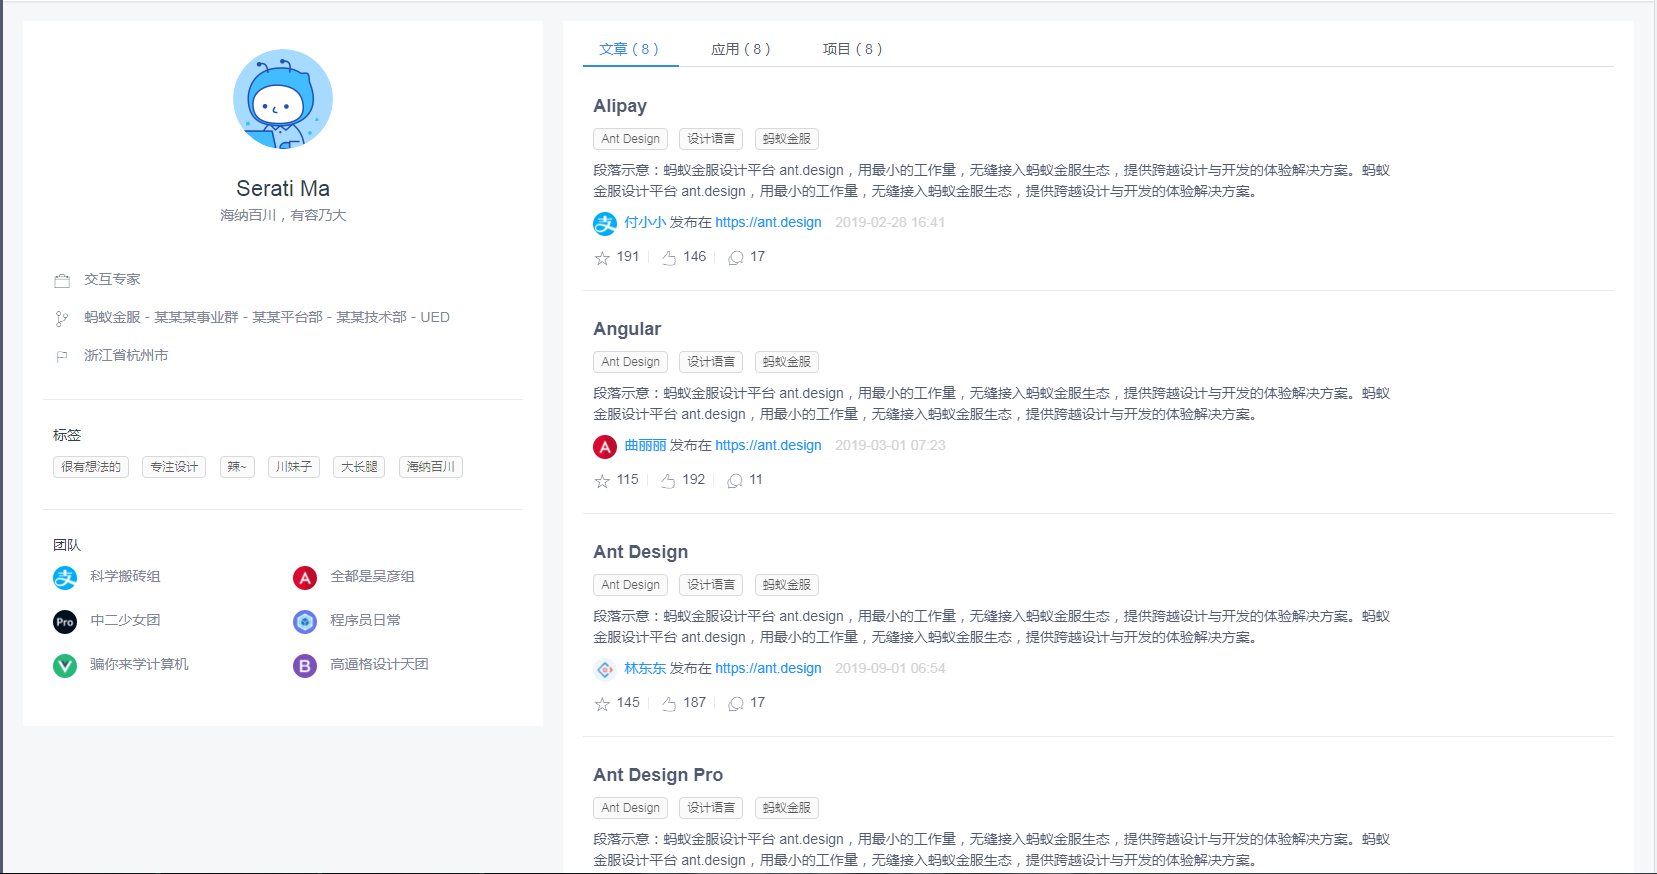 Serati Ma
海纳百川，有容乃大
交互专家
蚂蚁金服 - 某某某事业群 - 某某平台部 - 某某技术部 - UED
浙江省杭州市
标签
很有想法的 专注设计 辣~ 川妹子 大长腿 海纳百川
团队
科学搬砖组 全都是吴彦组
Pro 中二少女团 程序员日常
骗你来学计算机 B 高逼格设计天团
文章 ( 8 ) 应用 ( 8 ) 项目 ( 8 )
Alipay
Ant Design 设计语言 蚂蚁金服
段落示意：蚂蚁金服设计平台 ant.design，用最小的工作量，无缝接入蚂蚁金服生态，提供跨越设计与开发的体验解决方案。蚂蚁
金服设计平台 ant.design，用最小的工作量，无缝接入蚂蚁金服生态，提供跨越设计与开发的体验解决方案。
支 付小小 发布在 https://ant.design 2019-02-28 16:41
191 146 17
Angular
Ant Design 设计语言 蚂蚁金服
段落示意：蚂蚁金服设计平台 ant.design，用最小的工作量，无缝接入蚂蚁金服生态，提供跨越设计与开发的体验解决方案。蚂蚁
金服设计平台 ant.design，用最小的工作量，无缝接入蚂蚁金服生态，提供跨越设计与开发的体验解决方案。
A 曲丽丽 发布在 https://ant.design 2019-03-01 07:23
115 192 11
Ant Design
Ant Design 设计语言 蚂蚁金服
段落示意：蚂蚁金服设计平台 ant.design，用最小的工作量，无缝接入蚂蚁金服生态，提供跨越设计与开发的体验解决方案。蚂蚁
金服设计平台 ant.design，用最小的工作量，无缝接入蚂蚁金服生态，提供跨越设计与开发的体验解决方案。
林东东 发布在 https://ant.design 2019-09-01 06:54
145 187 17
Ant Design Pro
Ant Design 设计语言 蚂蚁金服
段落示意：蚂蚁金服设计平台 ant.design，用最小的工作量，无缝接入蚂蚁金服生态，提供跨越设计与开发的体验解决方案。蚂蚁
金服设计平台 ant.design，用最小的工作量，无缝接入蚂蚁金服生态，提供跨越设计与开发的体验解决方案。